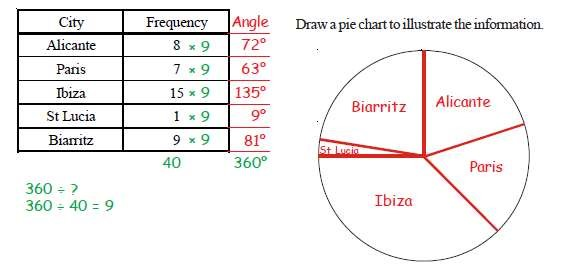 City Frequency Angle
Alicante 8 × 9 72°
Paris 7 × 9 63°
Ibiza 15 × 9 135°
St Lucia 1 × 9 9°
Biarritz 9 × 9 81°
40 360°
360 ÷ ?
360 ÷ 40 = 9
Draw a pie chart to illustrate the information.
Biarritz Alicante
St Lucia
Paris
Ibiza